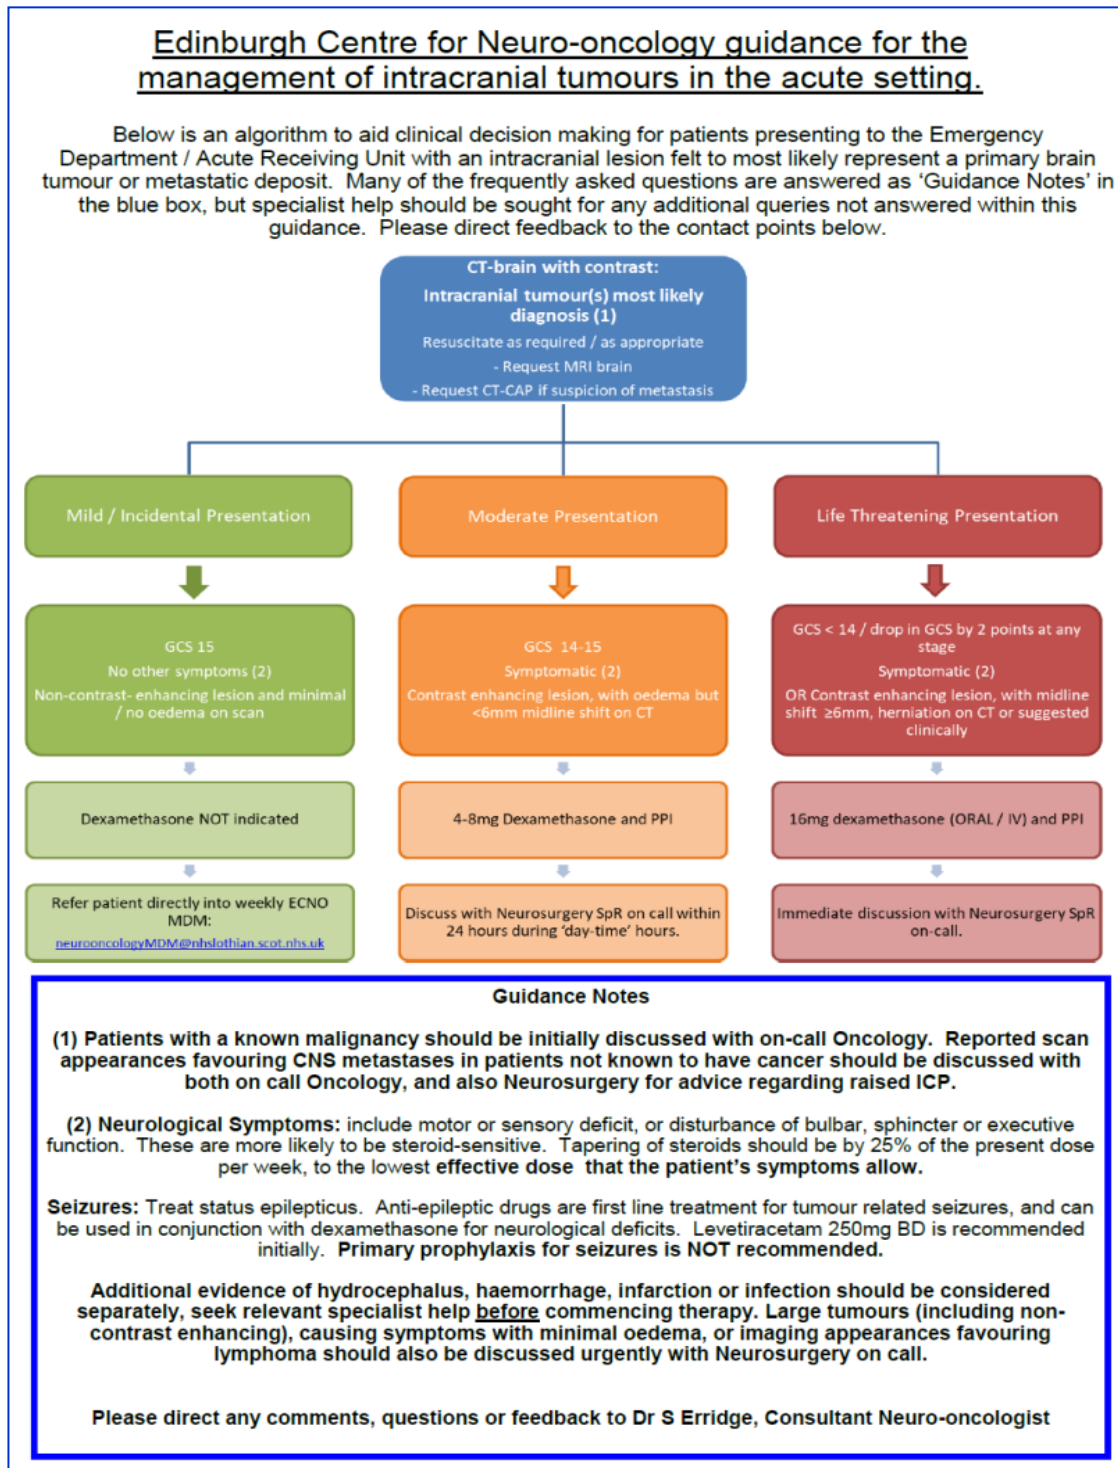 Edinburgh Centre for Neuro-oncology guidance for the
management of intracranial tumours in the acute setting.
Below is an algorithm to aid clinical decision making for patients presenting to the Emergency
Department / Acute Receiving Unit with an intracranial lesion felt to most likely represent a primary brain
tumour or metastatic deposit.  Many of the frequently asked questions are answered as ‘Guidance Notes’ in
the blue box, but specialist help should be sought for any additional queries not answered within this
guidance.  Please direct feedback to the contact points below.
CT-brain with contrast:
Intracranial tumour(s) most likely
diagnosis (1)
Resuscitate as required / as appropriate
- Request MRI brain
- Request CT-CAP if suspicion of metastasis
Mild / Incidental Presentation
GCS 15
No other symptoms (2)
Non-contrast- enhancing lesion and minimal
/ no oedema on scan
Dexamethasone NOT indicated
Refer patient directly into weekly ECNO
MDM:
neurooncologyMDM@nhslothian.scot.nhs.uk
Moderate Presentation
GCS  14-15
Symptomatic (2)
Contrast enhancing lesion, with oedema but
<6mm midline shift on CT
4-8mg Dexamethasone and PPI
Discuss with Neurosurgery SpR on call within
24 hours during ‘day-time’ hours.
Life Threatening Presentation
GCS < 14 / drop in GCS by 2 points at any
stage
Symptomatic (2)
OR Contrast enhancing lesion, with midline
shift  ≥6mm, herniation on CT or suggested
clinically
16mg dexamethasone (ORAL / IV) and PPI
Immediate discussion with Neurosurgery SpR
on-call.
Guidance Notes
(1) Patients with a known malignancy should be initially discussed with on-call Oncology.  Reported scan
appearances favouring CNS metastases in patients not known to have cancer should be discussed with
both on call Oncology, and also Neurosurgery for advice regarding raised ICP.
(2) Neurological Symptoms: include motor or sensory deficit, or disturbance of bulbar, sphincter or executive
function.  These are more likely to be steroid-sensitive.  Tapering of steroids should be by 25% of the present dose
per week, to the lowest effective dose  that the patient’s symptoms allow.
Seizures: Treat status epilepticus.  Anti-epileptic drugs are first line treatment for tumour related seizures, and can
be used in conjunction with dexamethasone for neurological deficits.  Levetiracetam 250mg BD is recommended
initially.  Primary prophylaxis for seizures is NOT recommended.
Additional evidence of hydrocephalus, haemorrhage, infarction or infection should be considered
separately, seek relevant specialist help before commencing therapy. Large tumours (including non-
contrast enhancing), causing symptoms with minimal oedema, or imaging appearances favouring
lymphoma should also be discussed urgently with Neurosurgery on call.
Please direct any comments, questions or feedback to Dr S Erridge, Consultant Neuro-oncologist